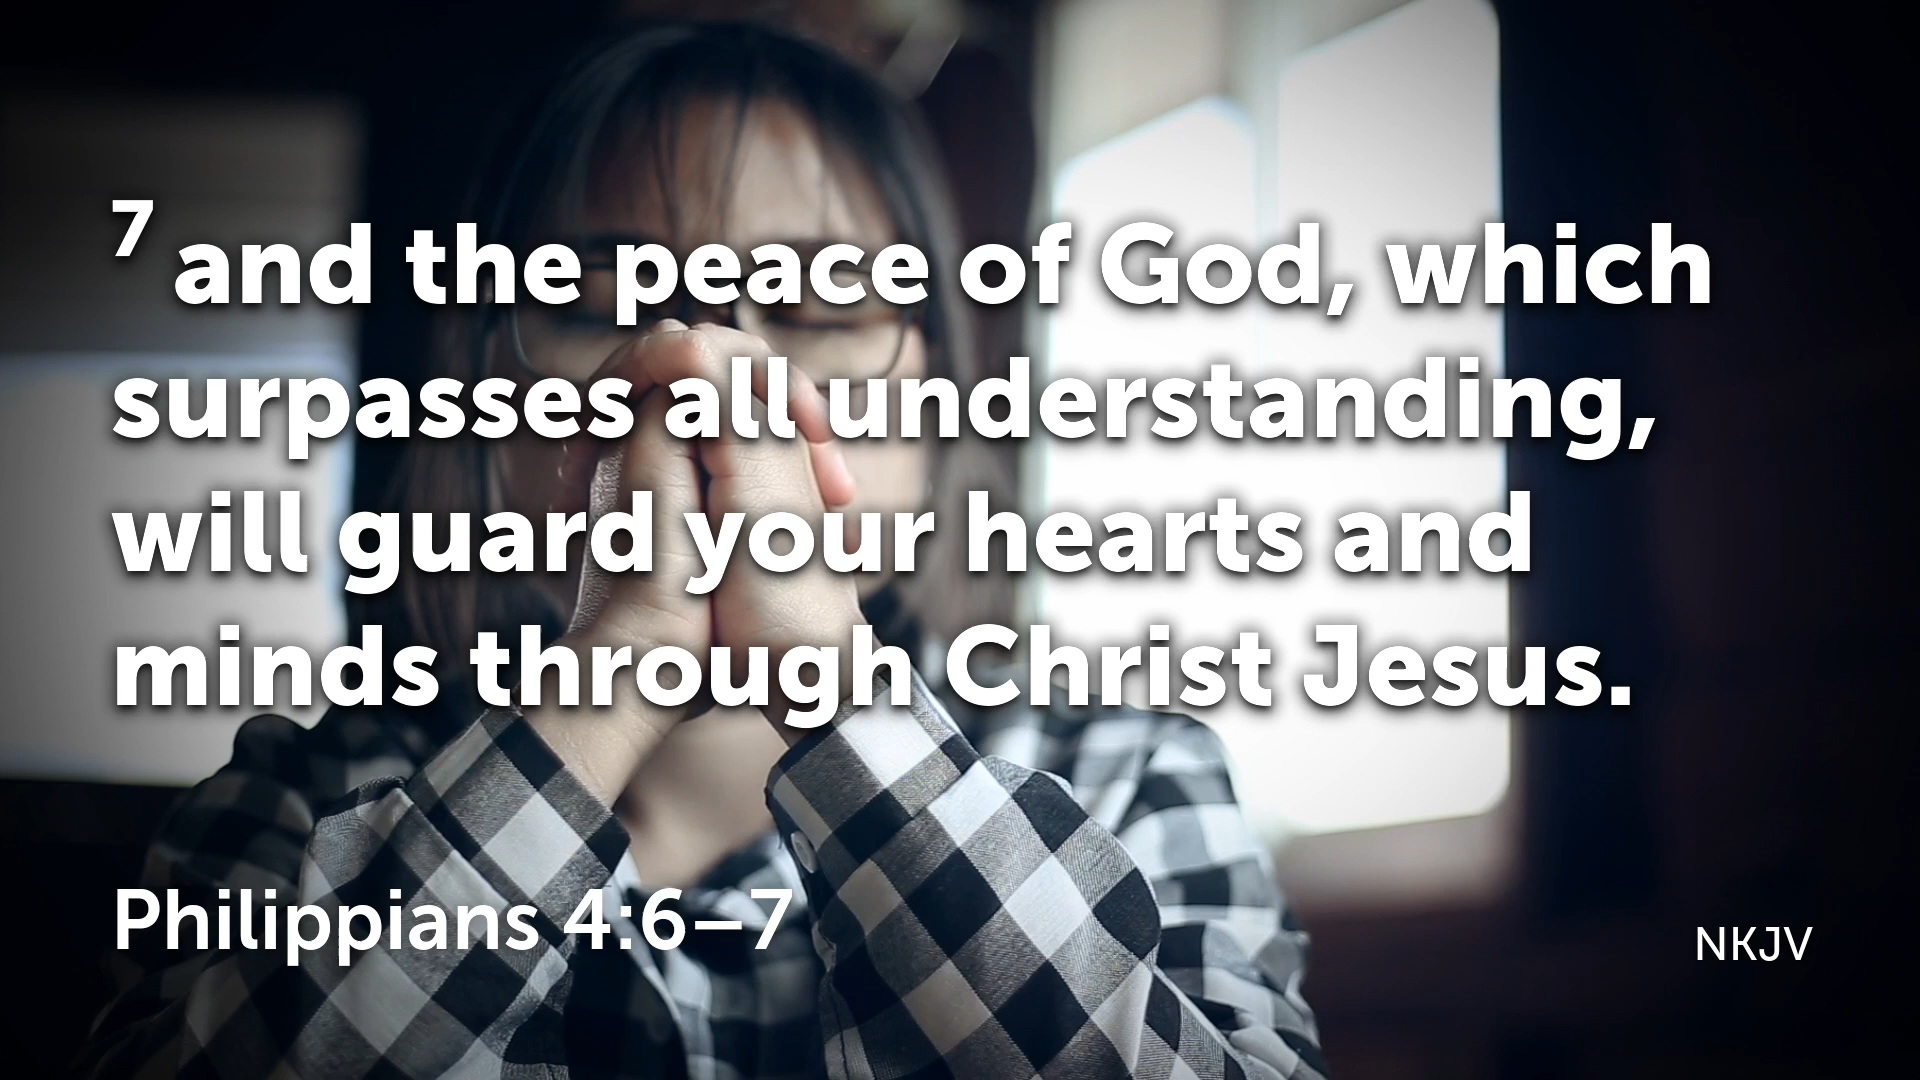 7 and the peace of God, which
surpasses all understanding,
will guard your hearts and
minds through Christ Jesus.
Philippians 4:6–7
NKJV